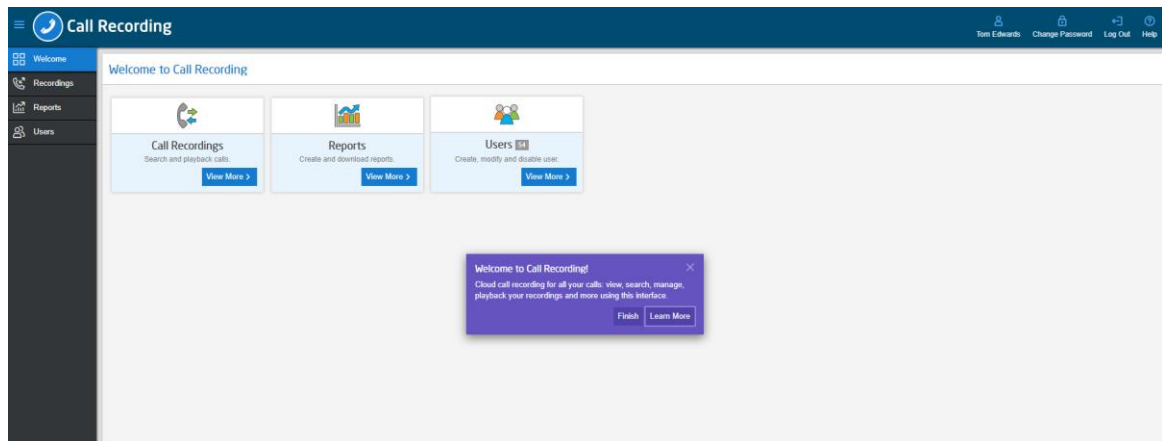 Call Recording
Tom Edwards
Change Password
Log Out
Help
Welcome
Recordings
Reports
Users
Welcome to Call Recording
Call Recordings
Search and playback calls.
View More >
Reports
Create and download reports.
View More >
Users 54
Create, modify and disable user.
View More >
Welcome to Call Recording!
Cloud call recording for all your calls: view, search, manage,
playback your recordings and more using this interface.
Finish
Learn More